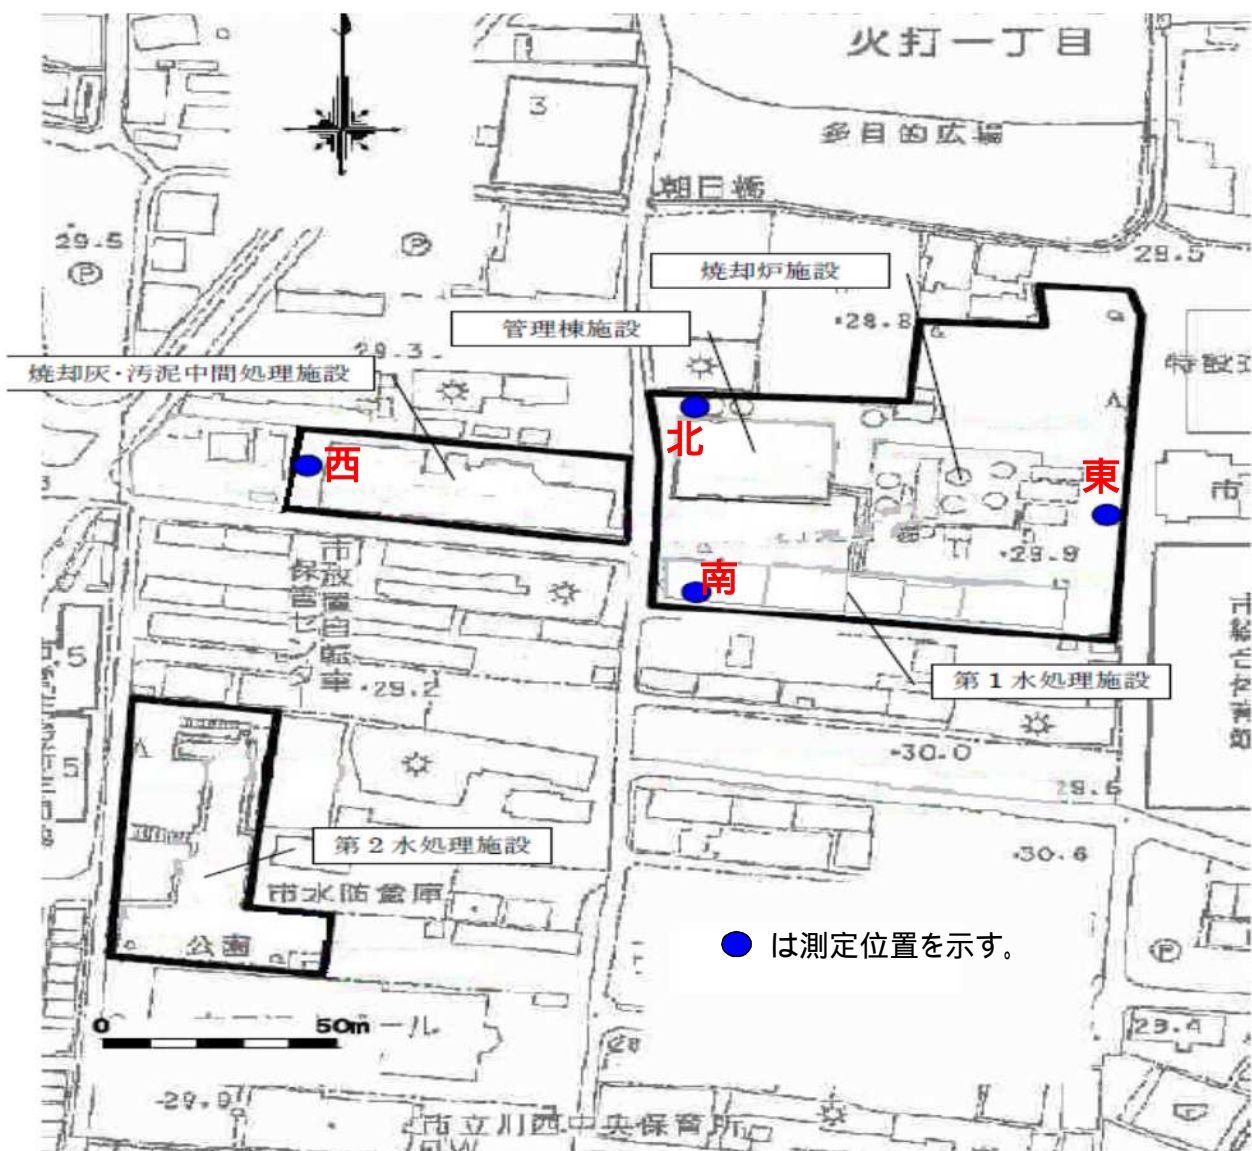 火打一丁目
3
多目的広場
朝日橋
29.5
Ⓟ
Ⓟ
29.5
焼却炉施設
管理棟施設
28.8
29.3
焼却灰・汚泥中間処理施設
北
西
東
市
29.9
南
市放置自転車
保管セ
29.2
第1水処理施設
30.0
29.6
5
5
第2水処理施設
30.6
市水防倉庫
公園
は測定位置を示す。
Ⓟ
0 50m
ール
29.4
29.9
市立川西中央保育所